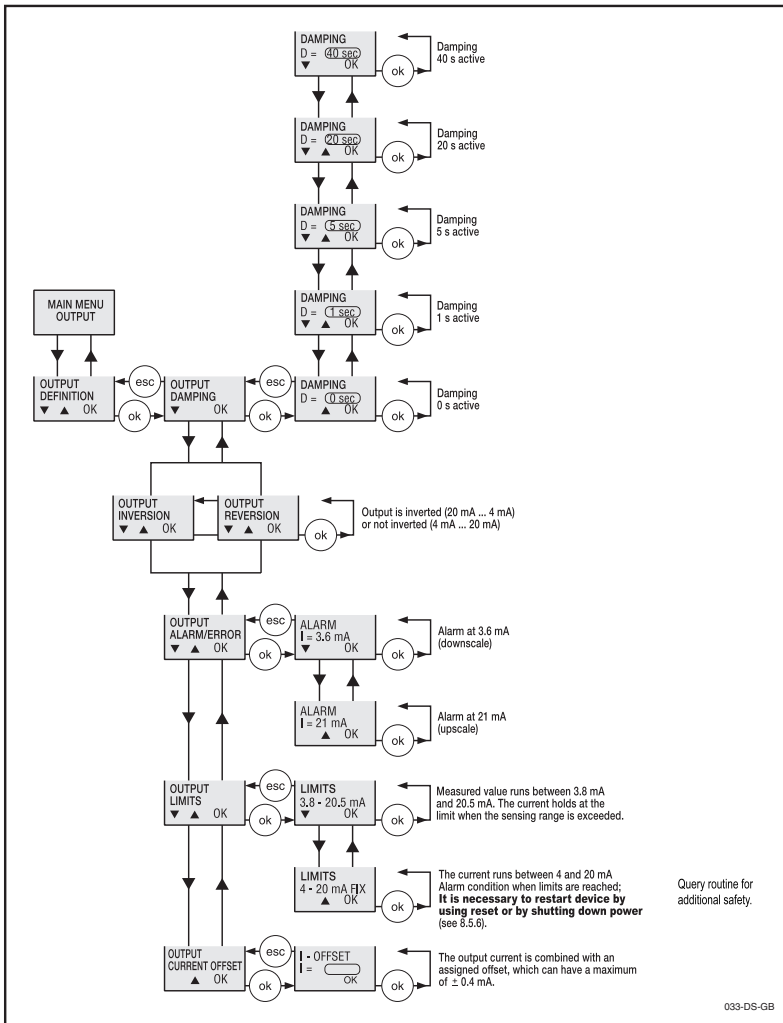 DAMPING
D = 40 sec
▼ OK
ok
Damping
40 s active
DAMPING
D = 20 sec
▼ ▲ OK
ok
Damping
20 s active
DAMPING
D = 5 sec
▼ ▲ OK
ok
Damping
5 s active
DAMPING
D = 1 sec
▼ ▲ OK
ok
Damping
1 s active
MAIN MENU
OUTPUT
OUTPUT
DEFINITION
▼ ▲ OK
esc
ok
OUTPUT
DAMPING
▼ OK
esc
ok
DAMPING
D = 0 sec
▲ OK
ok
Damping
0 s active
OUTPUT
INVERSION
▼ ▲ OK
OUTPUT
REVERSION
▼ ▲ OK
ok
Output is inverted (20 mA ... 4 mA)
or not inverted (4 mA ... 20 mA)
OUTPUT
ALARM/ERROR
▼ ▲ OK
esc
ok
ALARM
I = 3.6 mA
▼ OK
ok
Alarm at 3.6 mA
(downscale)
ALARM
I = 21 mA
▲ OK
ok
Alarm at 21 mA
(upscale)
OUTPUT
LIMITS
▼ ▲ OK
esc
ok
LIMITS
3.8 - 20.5 mA
▼ OK
ok
Measured value runs between 3.8 mA
and 20.5 mA. The current holds at the
limit when the sensing range is exceeded.
LIMITS
4 - 20 mA FIX
▲ OK
ok
The current runs between 4 and 20 mA
Alarm condition when limits are reached;
It is necessary to restart device by
using reset or by shutting down power
(see 8.5.6).
Query routine for
additional safety.
OUTPUT
CURRENT OFFSET
▲ OK
esc
ok
I - OFFSET
I =
OK
ok
The output current is combined with an
assigned offset, which can have a maximum
of ± 0.4 mA.
033-DS-GB